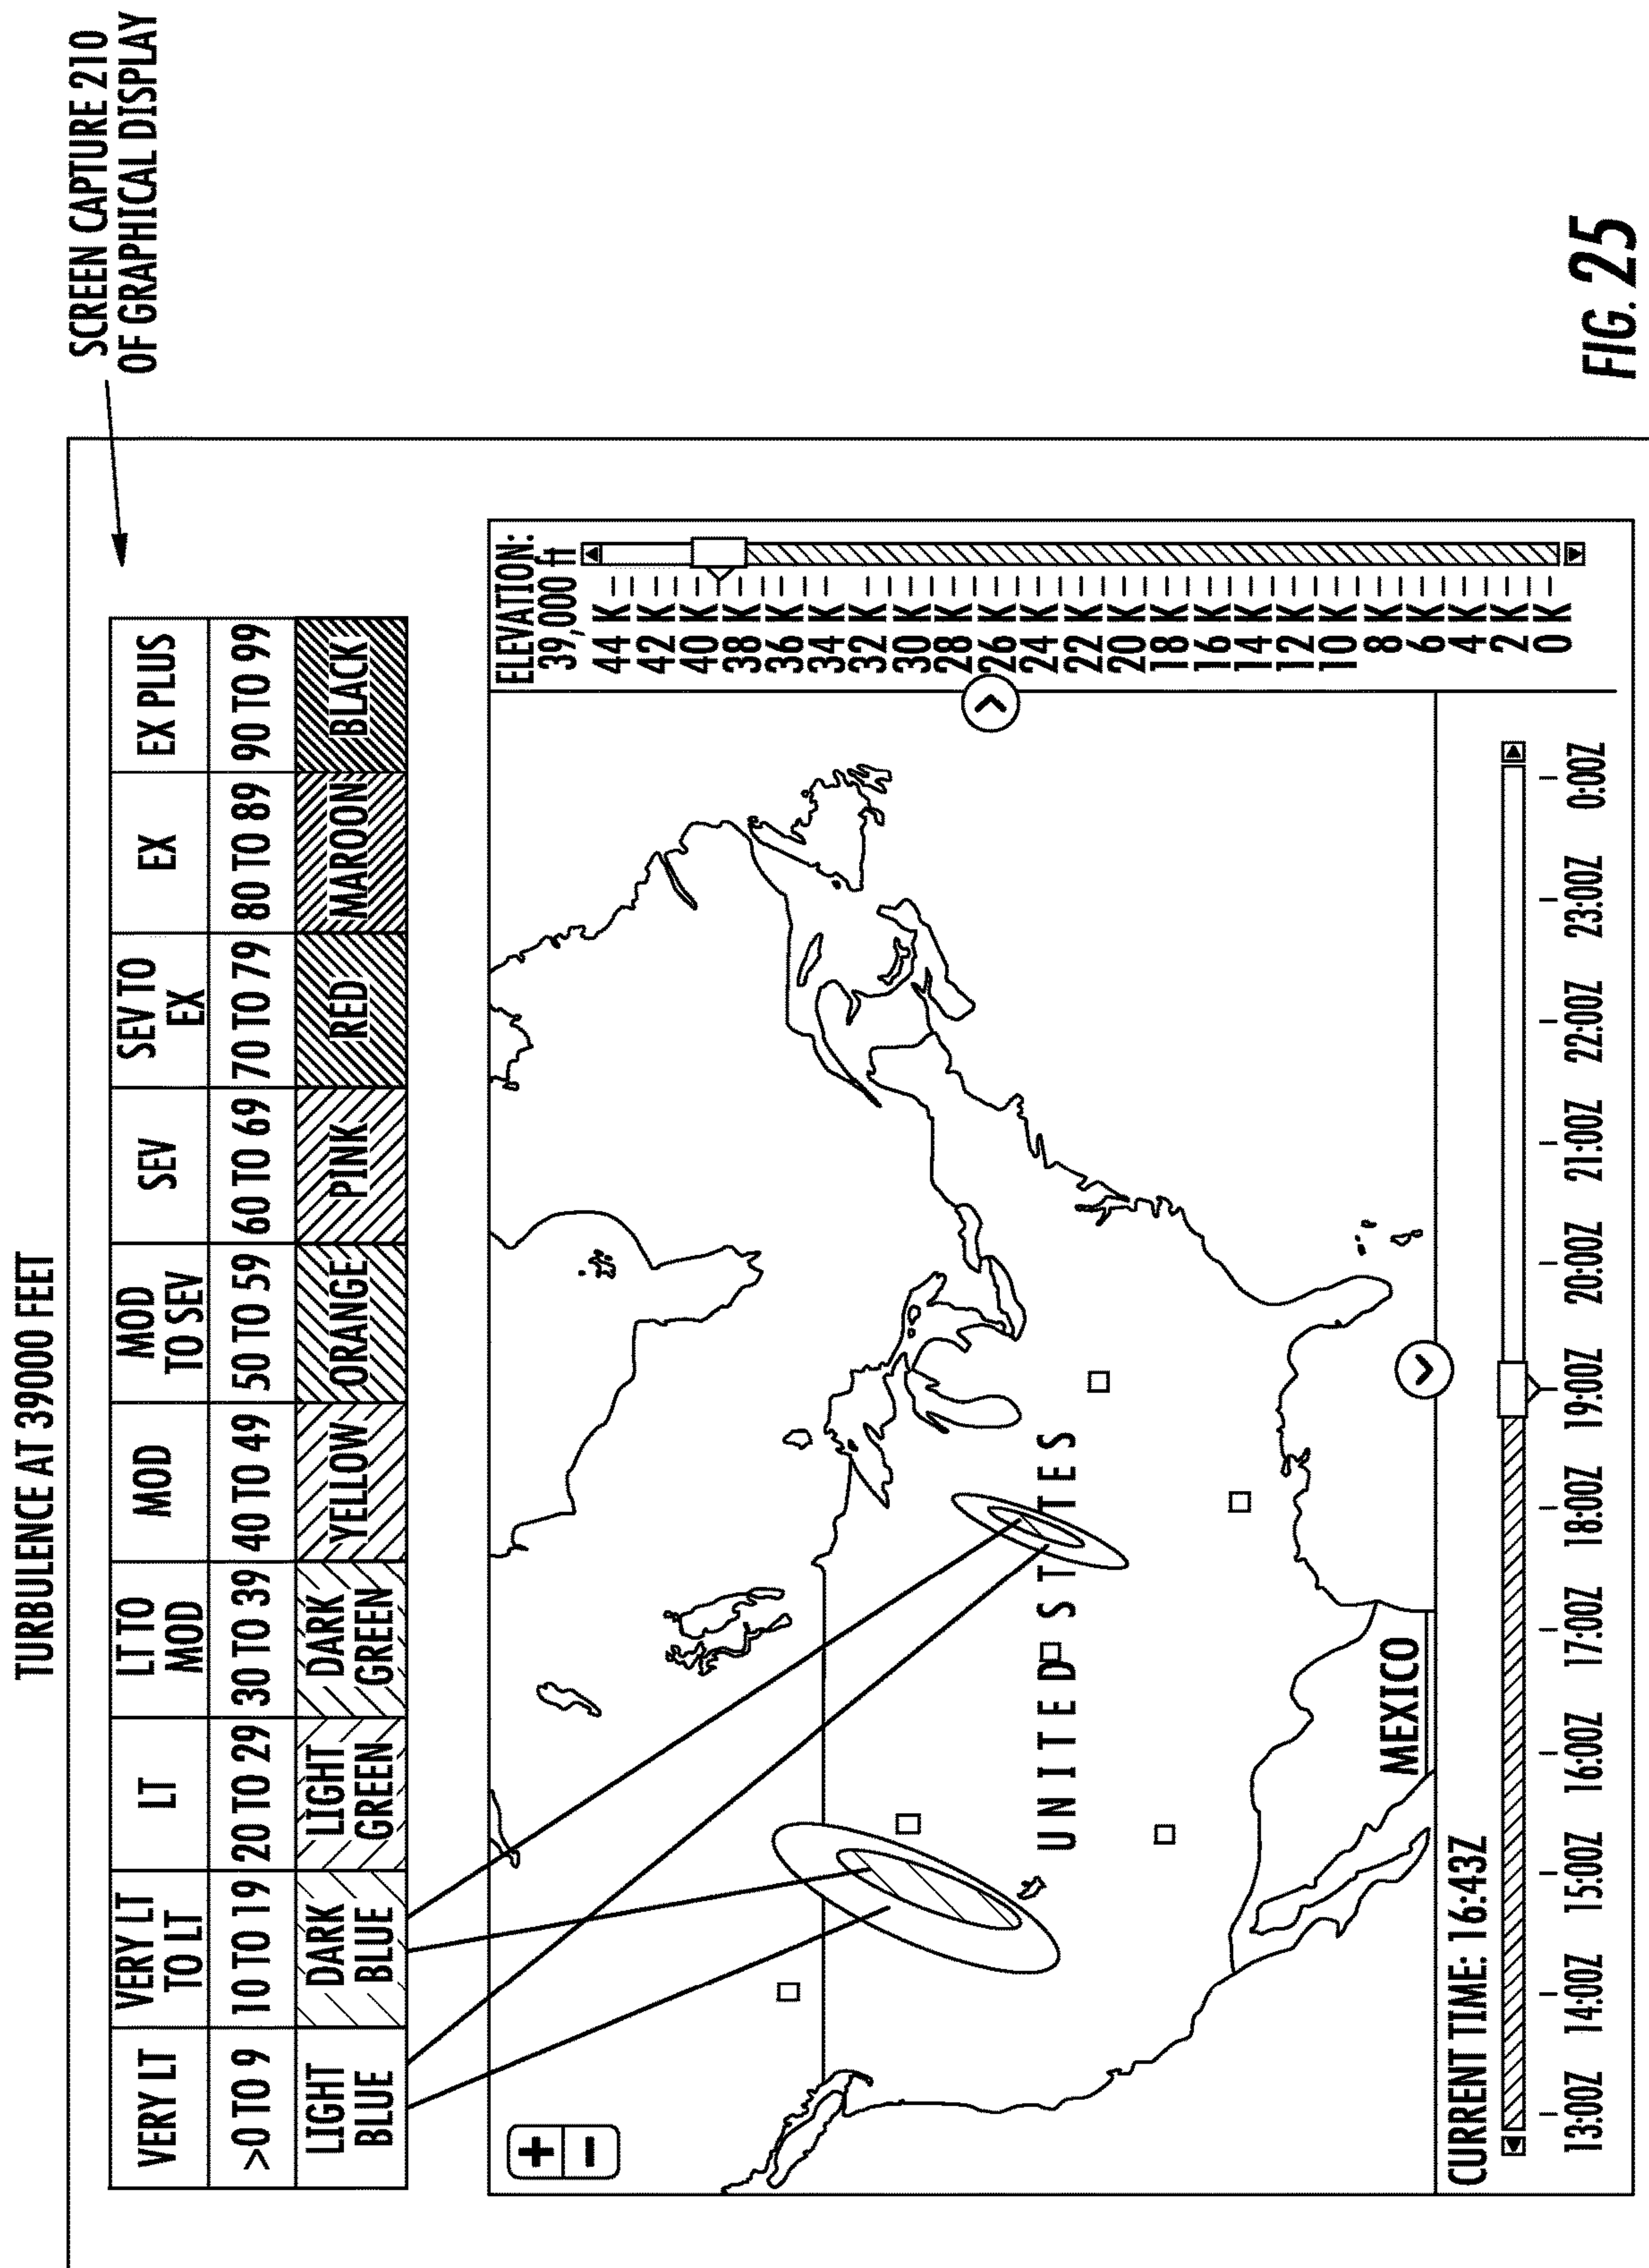 TURBULENCE AT 39000 FEET
SCREEN CAPTURE 210
OF GRAPHICAL DISPLAY
VERY LT
VERY LT
TO LT
LT
LT TO
MOD
MOD
MOD
TO SEV
SEV
SEV TO
EX
EX
EX PLUS
>0 TO 9
10 TO 19
20 TO 29
30 TO 39
40 TO 49
50 TO 59
60 TO 69
70 TO 79
80 TO 89
90 TO 99
LIGHT
BLUE
DARK
BLUE
LIGHT
GREEN
DARK
GREEN
YELLOW
ORANGE
PINK
RED
MAROON
BLACK
+
−
UNITED STATES
MEXICO
ELEVATION:
39,000 ft
44 K
42 K
40 K
38 K
36 K
34 K
32 K
30 K
28 K
26 K
24 K
22 K
20 K
18 K
16 K
14 K
12 K
10 K
8 K
6 K
4 K
2 K
0 K
CURRENT TIME: 16:43Z
13:00Z 14:00Z 15:00Z 16:00Z 17:00Z 18:00Z 19:00Z 20:00Z 21:00Z 22:00Z 23:00Z 0:00Z
FIG. 25